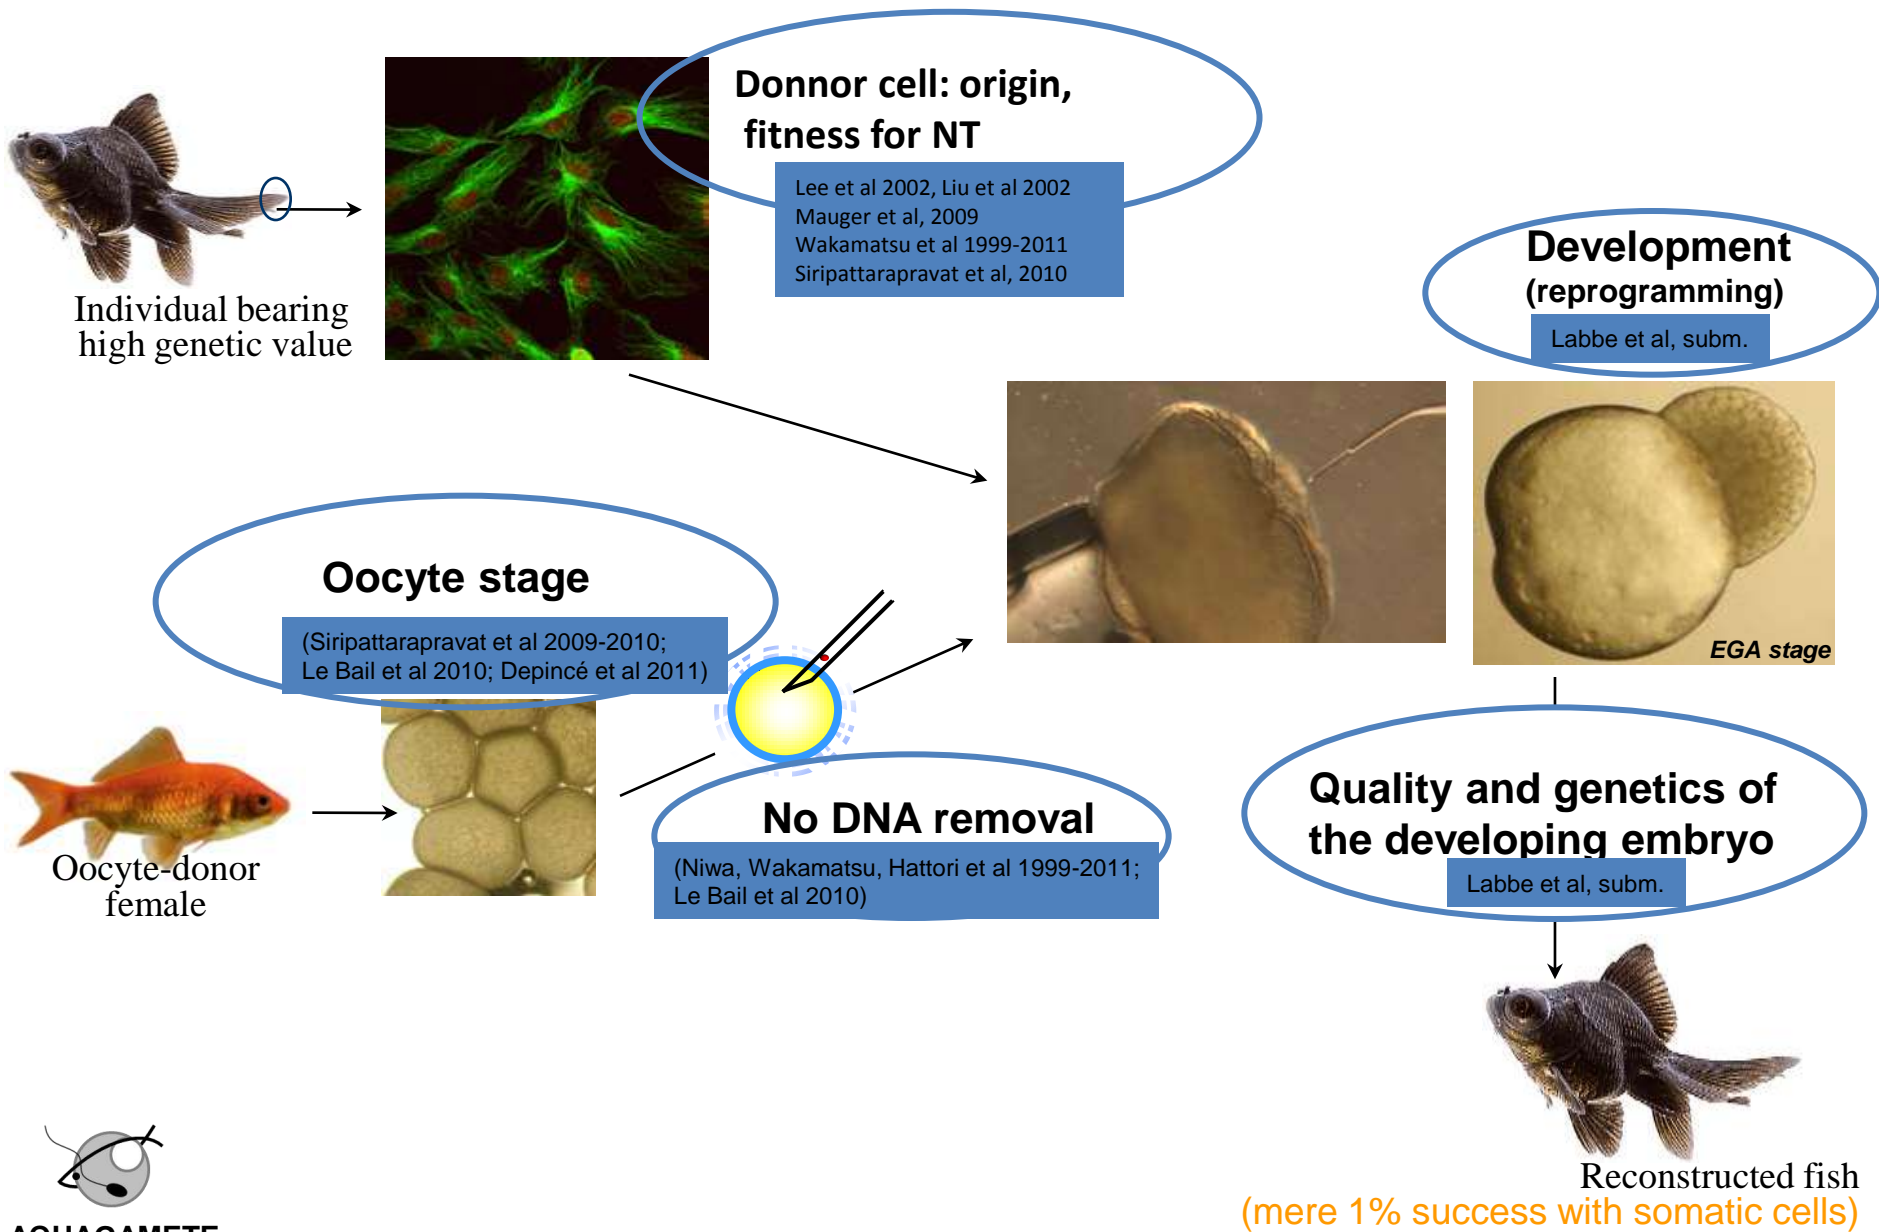 Donnor cell: origin,
fitness for NT
Lee et al 2002, Liu et al 2002
Mauger et al, 2009
Wakamatsu et al 1999-2011
Siripattarapravat et al, 2010
Individual bearing
high genetic value
Development
(reprogramming)
Labbe et al, subm.
EGA stage
Oocyte stage
(Siripattarapravat et al 2009-2010;
Le Bail et al 2010; Depincé et al 2011)
Oocyte-donor
female
No DNA removal
(Niwa, Wakamatsu, Hattori et al 1999-2011;
Le Bail et al 2010)
Quality and genetics of
the developing embryo
Labbe et al, subm.
Reconstructed fish
(mere 1% success with somatic cells)
AQUAGAMETE